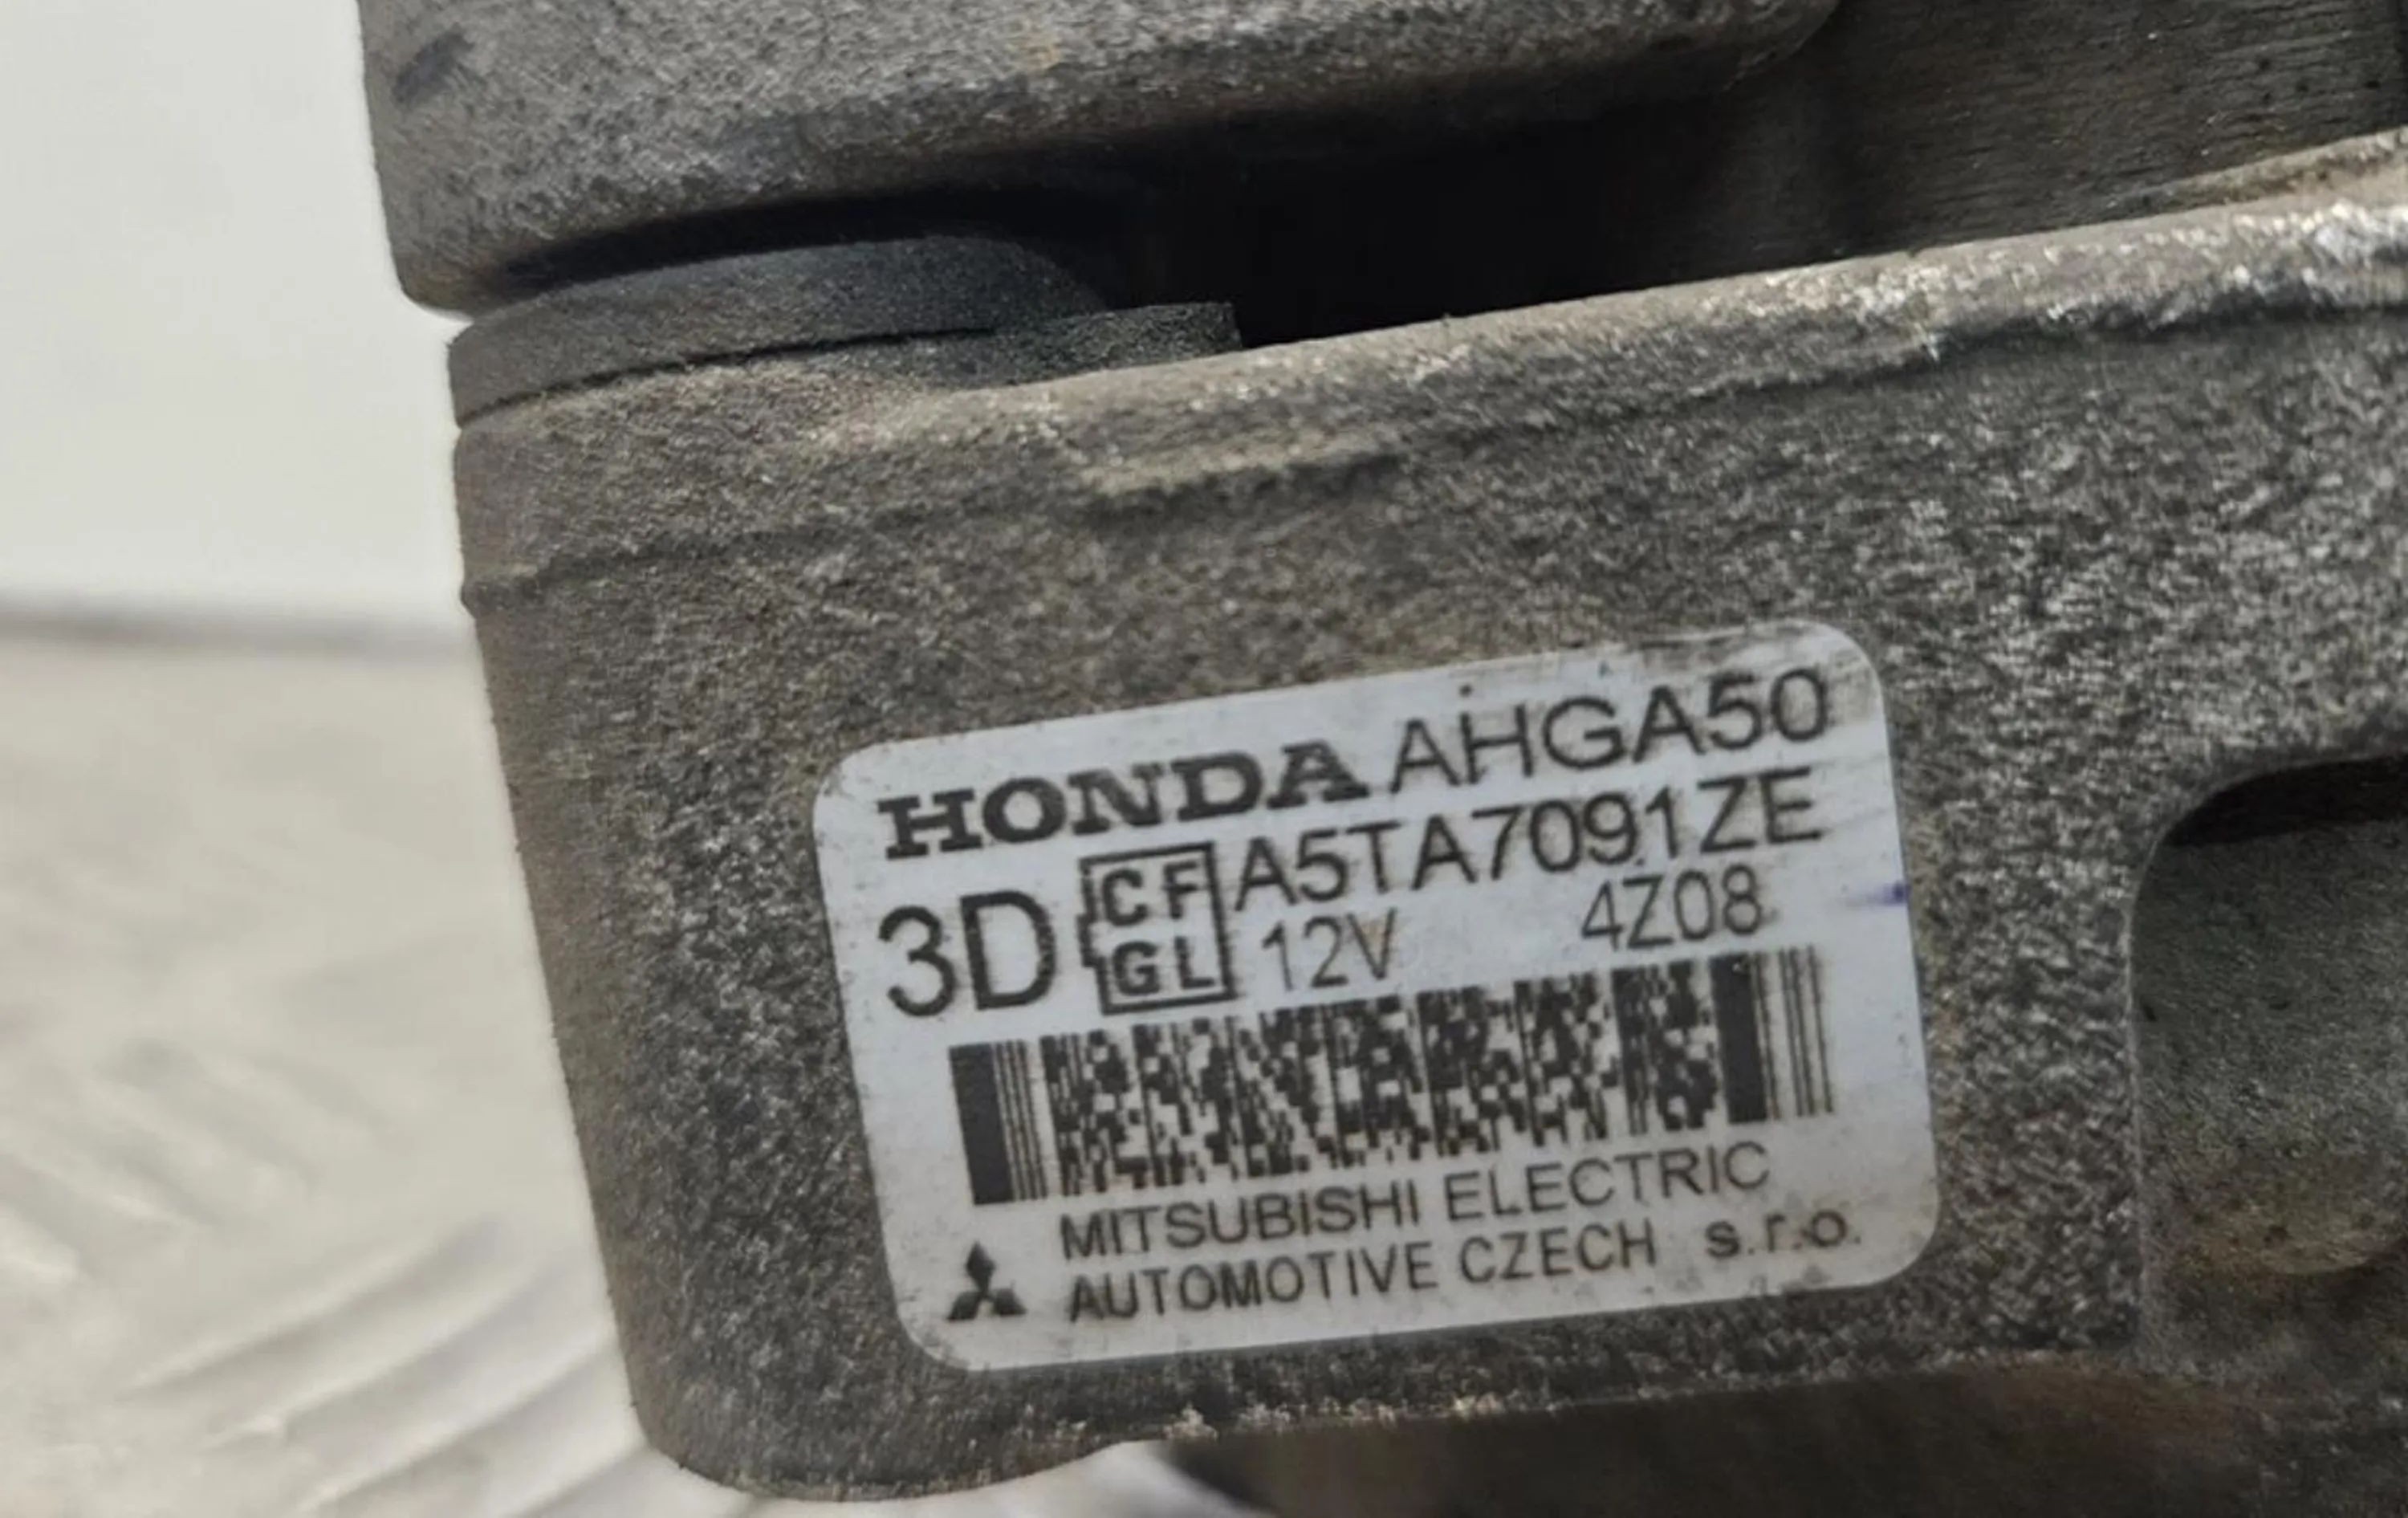 HONDA AHGA50
3D CF GL A5TA7091ZE
12V 4Z08
MITSUBISHI ELECTRIC
AUTOMOTIVE CZECH s.r.o.